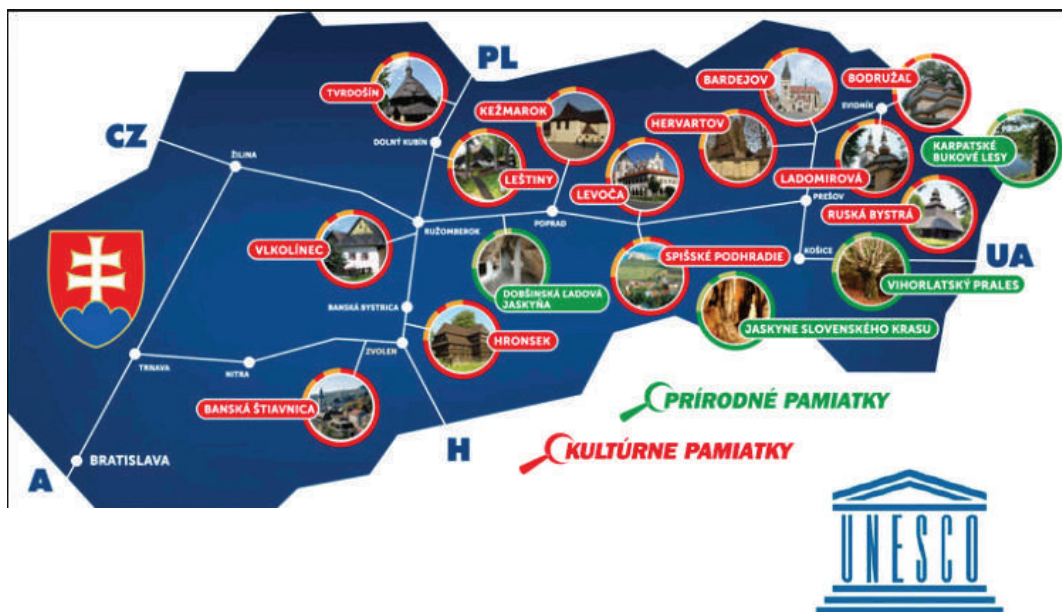 PL
TVRDOŠÍN
BARDEJOV
BODRUŽAĽ
KEŽMAROK
SVIDNÍK
HERVARTOV
CZ
DOLNÝ KUBÍN
KARPATSKÉ
BUKOVÉ LESY
ŽILINA
LEŠTINY
LEVOČA
LADOMIROVÁ
PREŠOV
RUSKÁ BYSTRÁ
POPRAD
RUŽOMBEROK
VLKOLÍNEC
SPIŠSKÉ PODHRADIE
KOŠICE
UA
DOBŠINSKÁ ĽADOVÁ
JASKYŇA
VIHORLATSKÝ PRALES
BANSKÁ BYSTRICA
JASKYNE SLOVENSKÉHO KRASU
HRONSEK
ZVOLEN
TRNAVA
NITRA
BANSKÁ ŠTIAVNICA
PRÍRODNÉ PAMIATKY
H
KULTÚRNE PAMIATKY
BRATISLAVA
A
UNESCO